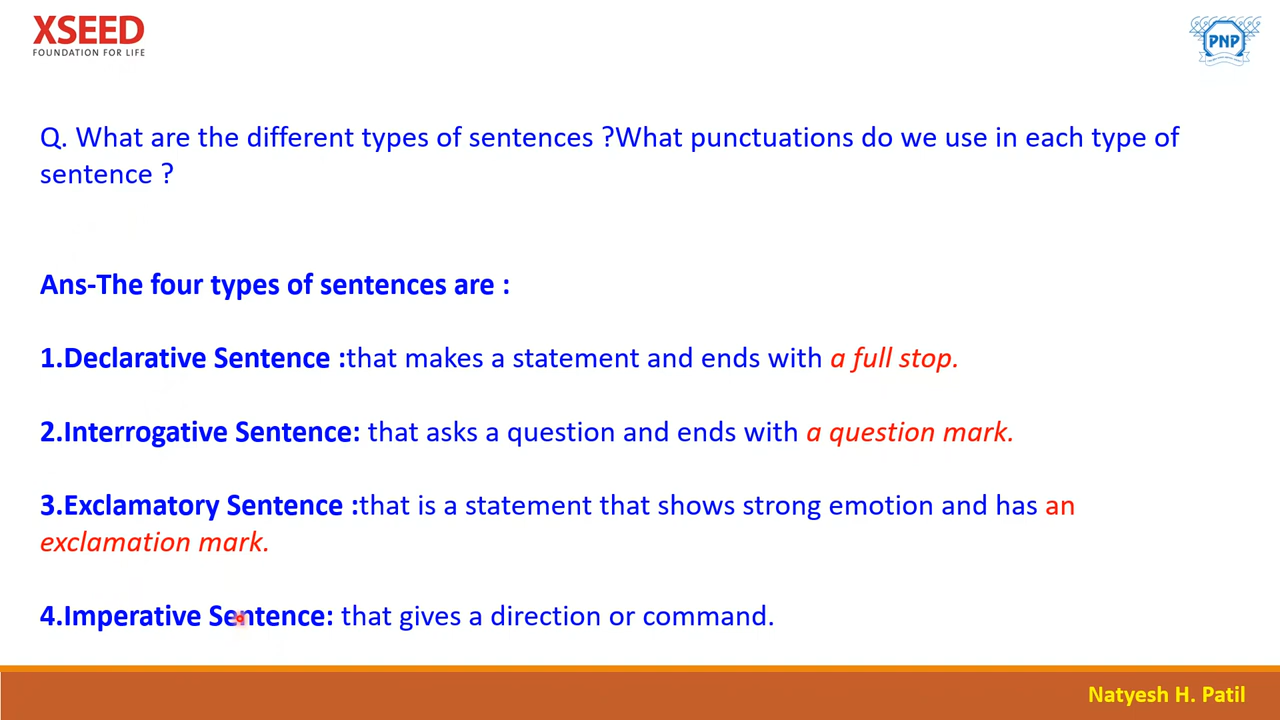 XSEED
FOUNDATION FOR LIFE
PNP
Q. What are the different types of sentences ?What punctuations do we use in each type of
sentence ?
Ans-The four types of sentences are :
1.Declarative Sentence :that makes a statement and ends with a full stop.
2.Interrogative Sentence: that asks a question and ends with a question mark.
3.Exclamatory Sentence :that is a statement that shows strong emotion and has an
exclamation mark.
4.Imperative Sentence: that gives a direction or command.
Natyesh H. Patil